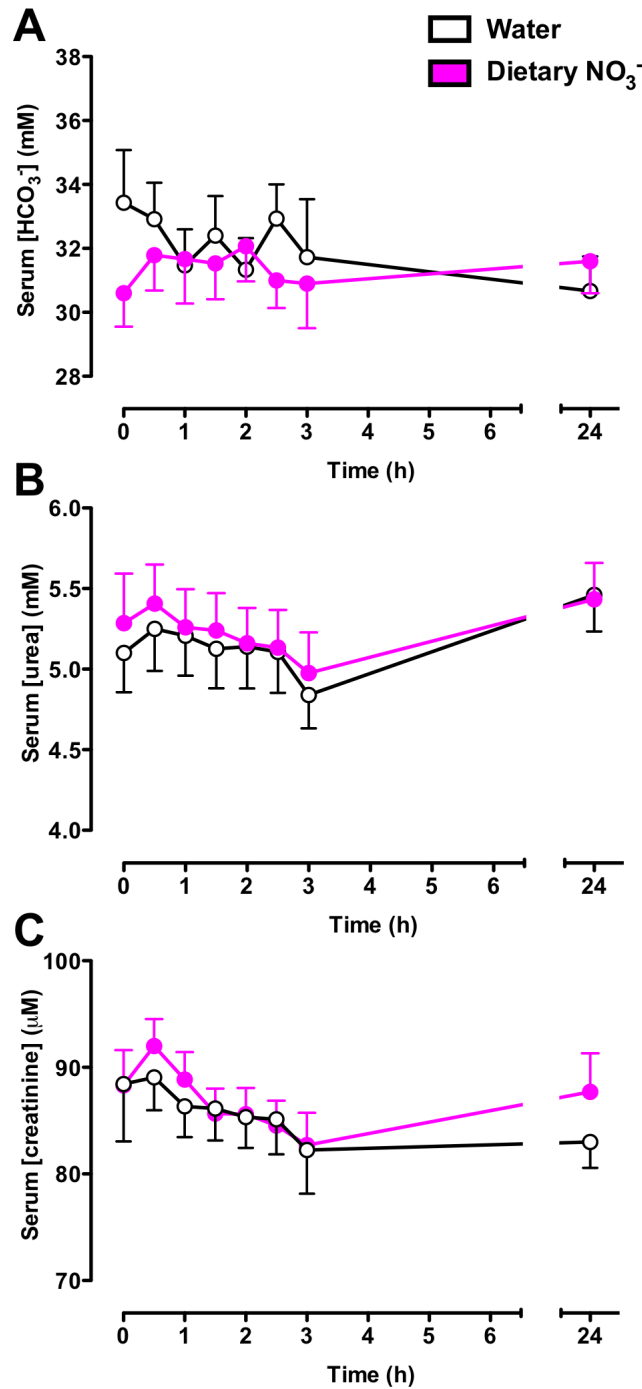 A
Water
Dietary NO₃⁻
38
36
34
32
30
28
Serum [HCO₃⁻] (mM)
0 1 2 3 4 5 6 24
Time (h)
B
6.0
5.5
5.0
4.5
4.0
Serum [urea] (mM)
0 1 2 3 4 5 6 24
Time (h)
C
100
90
80
70
Serum [creatinine] (μM)
0 1 2 3 4 5 6 24
Time (h)